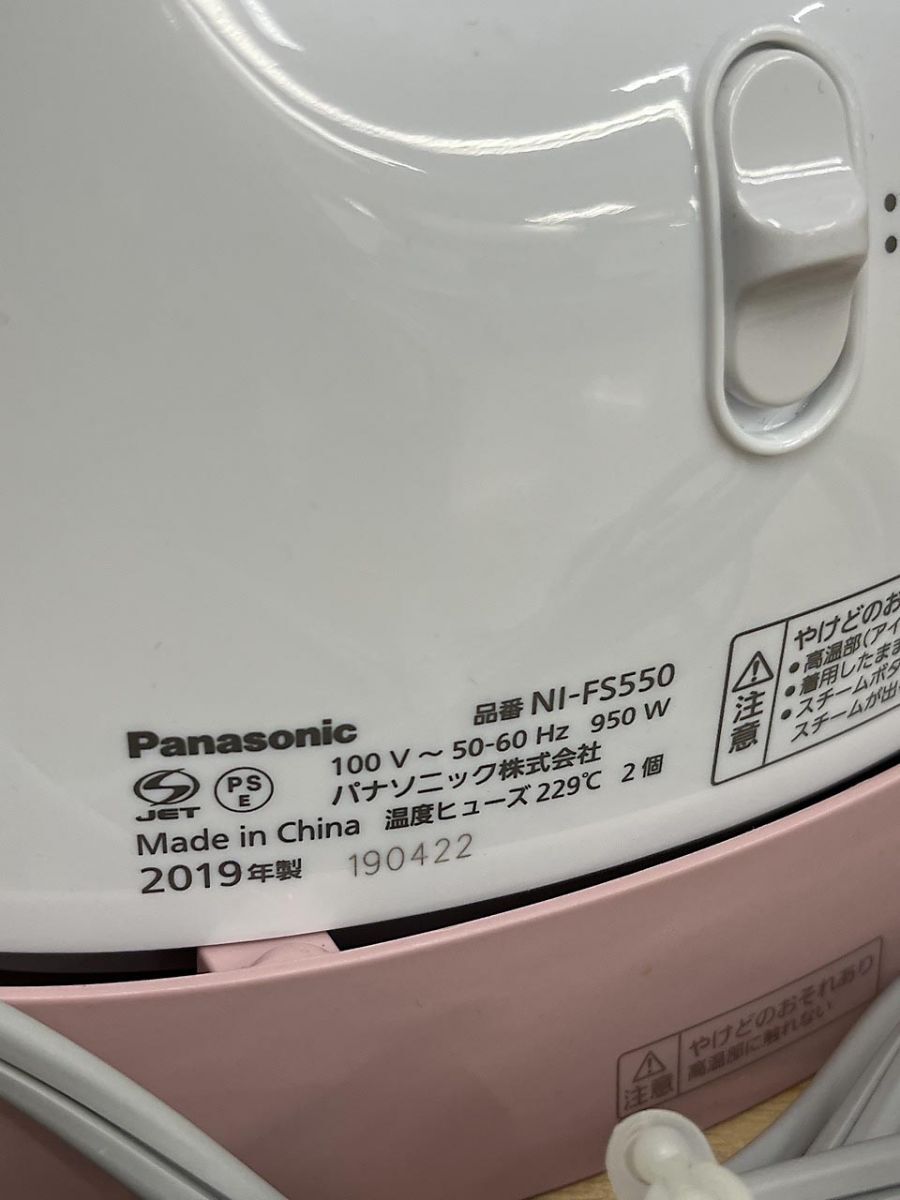 Panasonic 品番 NI-FS550
100 V ～ 50-60 Hz 950 W
JET PS E パナソニック株式会社
Made in China 温度ヒューズ 229℃ 2個
2019年製 190422
注意
やけどのお
・高温部(アイ
・着用したまま
・スチームボタ
スチームが出
注意
やけどのおそれあり
高温部に触れない